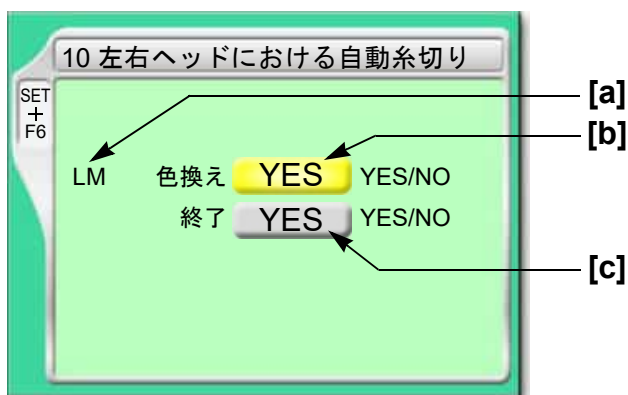 10 左右ヘッドにおける自動糸切り
SET
+
F6
[a]
[b]
LM 色換え YES YES/NO
終了 YES YES/NO
[c]